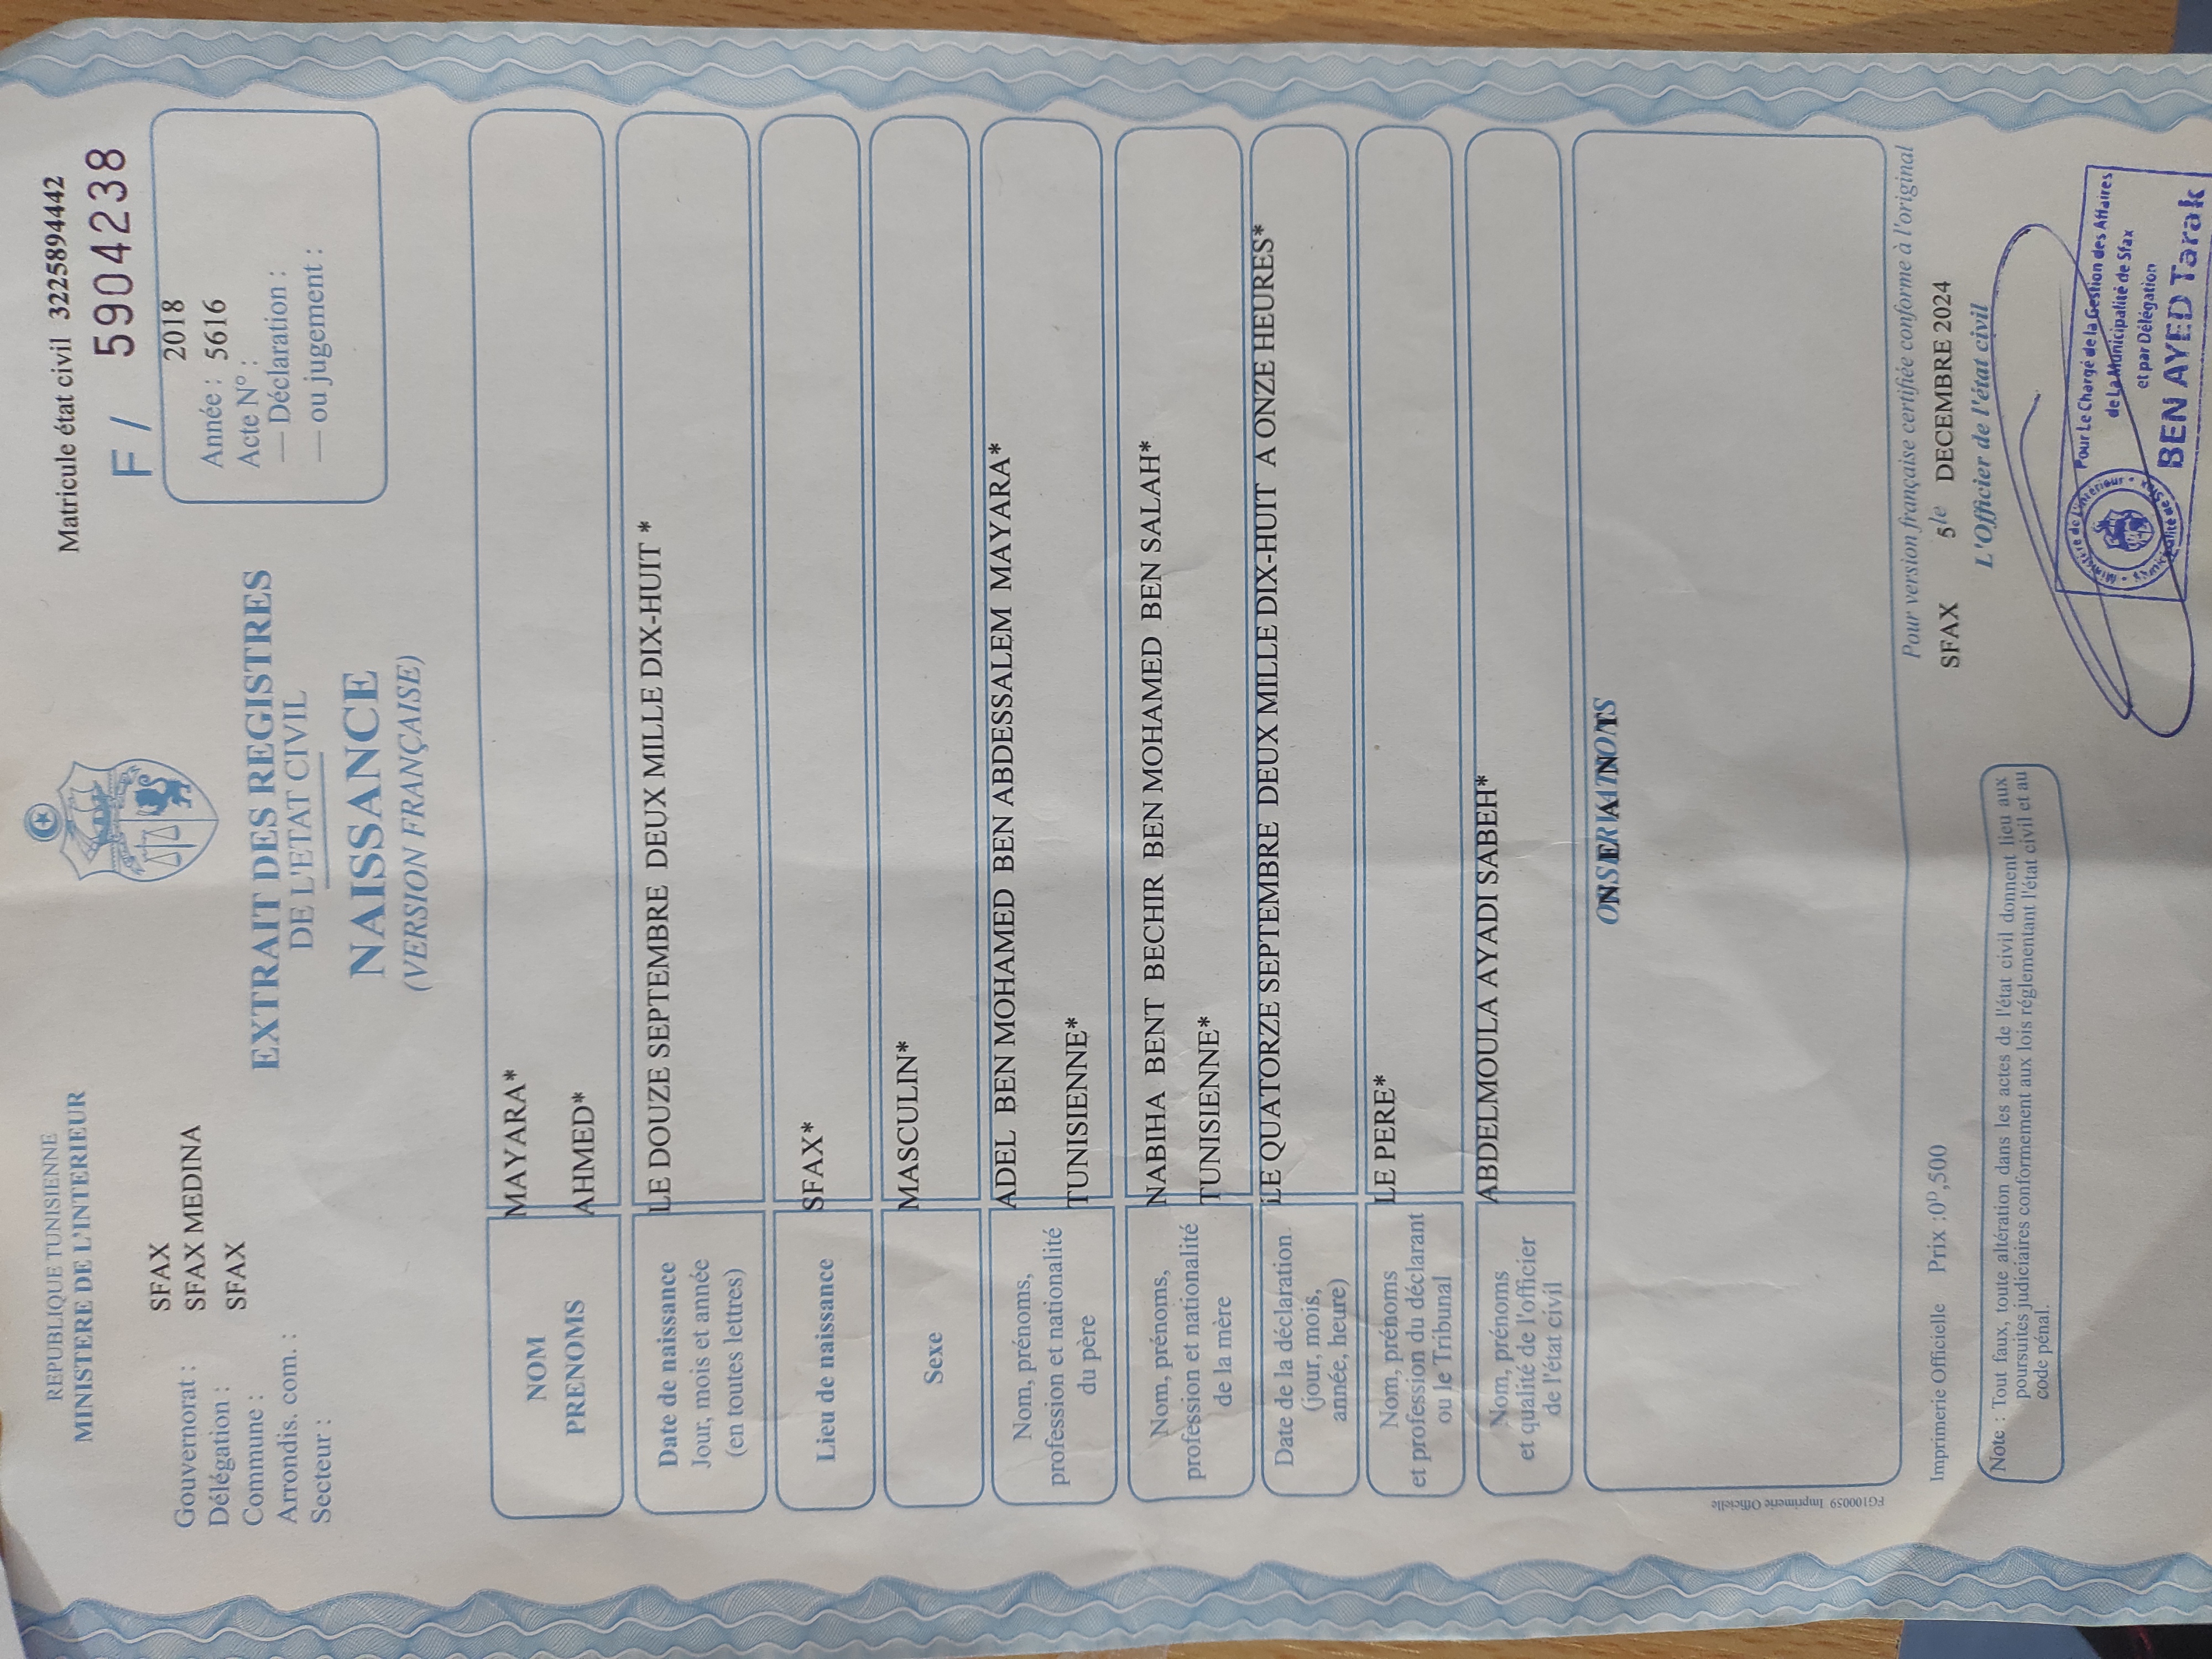 REPUBLIQUE TUNISIENNE
MINISTERE DE L'INTERIEUR
Matricule état civil 3225894442
F / 5904238
Gouvernorat : SFAX
Délégation : SFAX MEDINA
Commune : SFAX
Arrondis. com. :
Secteur :
2018
Année : 5616
Acte N° :
— Déclaration :
— ou jugement :
EXTRAIT DES REGISTRES
DE L'ETAT CIVIL
NAISSANCE
(VERSION FRANÇAISE)
NOM MAYARA*
PRENOMS AHMED*
Date de naissance
Jour, mois et année
(en toutes lettres)
LE DOUZE SEPTEMBRE DEUX MILLE DIX-HUIT *
Lieu de naissance SFAX*
Sexe MASCULIN*
Nom, prénoms,
profession et nationalité
du père
ADEL BEN MOHAMED BEN ABDESSALEM MAYARA*
TUNISIENNE*
Nom, prénoms,
profession et nationalité
de la mère
NABIHA BENT BECHIR BEN MOHAMED BEN SALAH*
TUNISIENNE*
Date de la déclaration
(jour, mois,
année, heure)
LE QUATORZE SEPTEMBRE DEUX MILLE DIX-HUIT A ONZE HEURES*
Nom, prénoms
et profession du déclarant
ou le Tribunal
LE PERE*
Nom, prénoms
et qualité de l'officier
de l'état civil
ABDELMOULA AYADI SABEH*
FG100059 Imprimerie Officielle
Pour version française certifiée conforme à l'original
SFAX 5 le DECEMBRE 2024
L'Officier de l'état civil
Imprimerie Officielle Prix :0ᴰ,500
Note : Tout faux, toute altération dans les actes de l'état civil donnent lieu aux
poursuites judiciaires conformement aux lois réglementant l'état civil et au
code pénal.
Pour Le Chargé de la Gestion des Affaires
de La Municipalité de Sfax
et par Délégation
BEN AYED Tarak
Ministère de L'intérieur
Municipalité de Sfax